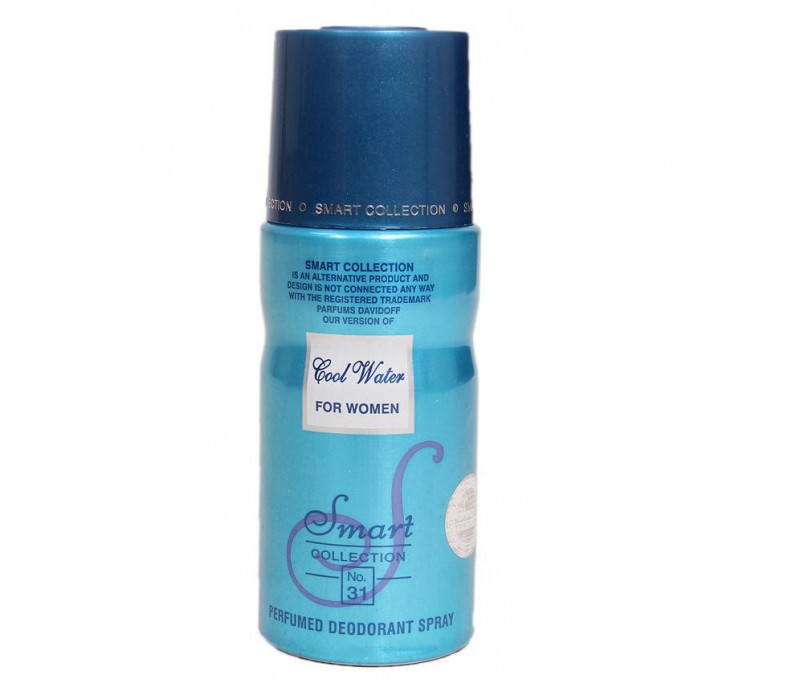 ECTION © SMART COLLECTION © S
SMART COLLECTION
IS AN ALTERNATIVE PRODUCT AND
DESIGN IS NOT CONNECTED ANY WAY
WITH THE REGISTERED TRADEMARK
PARFUMS DAVIDOFF
OUR VERSION OF
Cool Water
FOR WOMEN
Smart
COLLECTION
No.
31
PERFUMED DEODORANT SPRAY